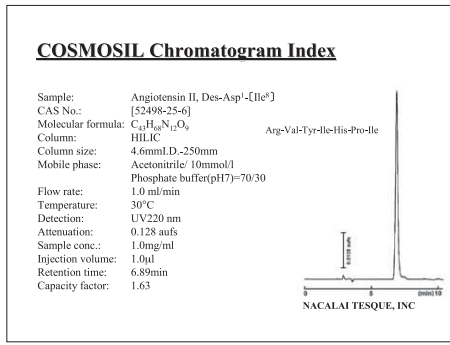 COSMOSIL Chromatogram Index
Sample: Angiotensin II, Des-Asp¹-[Ile⁸]
CAS No.: [52498-25-6]
Molecular formula: C₄₃H₆₈N₁₂O₉
Column: HILIC
Column size: 4.6mmI.D.-250mm
Mobile phase: Acetonitrile/ 10mmol/l
Phosphate buffer(pH7)=70/30
Flow rate: 1.0 ml/min
Temperature: 30°C
Detection: UV220 nm
Attenuation: 0.128 aufs
Sample conc.: 1.0mg/ml
Injection volume: 1.0μl
Retention time: 6.89min
Capacity factor: 1.63
Arg-Val-Tyr-Ile-His-Pro-Ile
0.0128 aufs
0 5 (min) 10
NACALAI TESQUE, INC